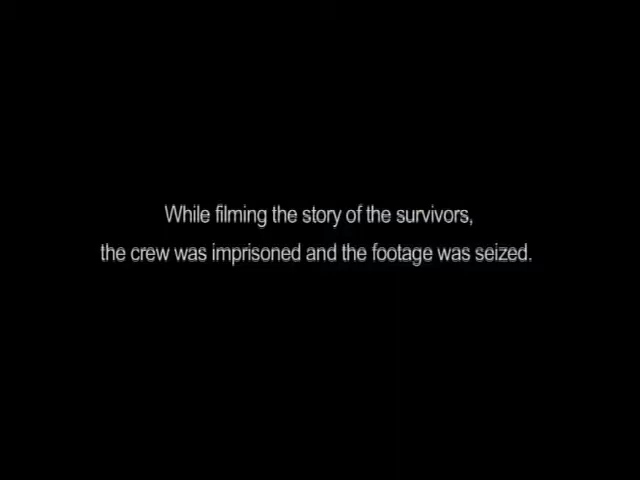 While filming the story of the survivors,
the crew was imprisoned and the footage was seized.